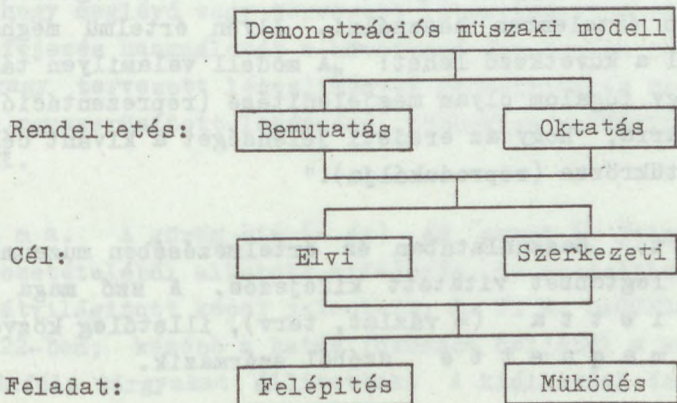 Demonstrációs müszaki modell
Rendeltetés: Bemutatás Oktatás
Cél: Elvi Szerkezeti
Feladat: Felépités Müködés